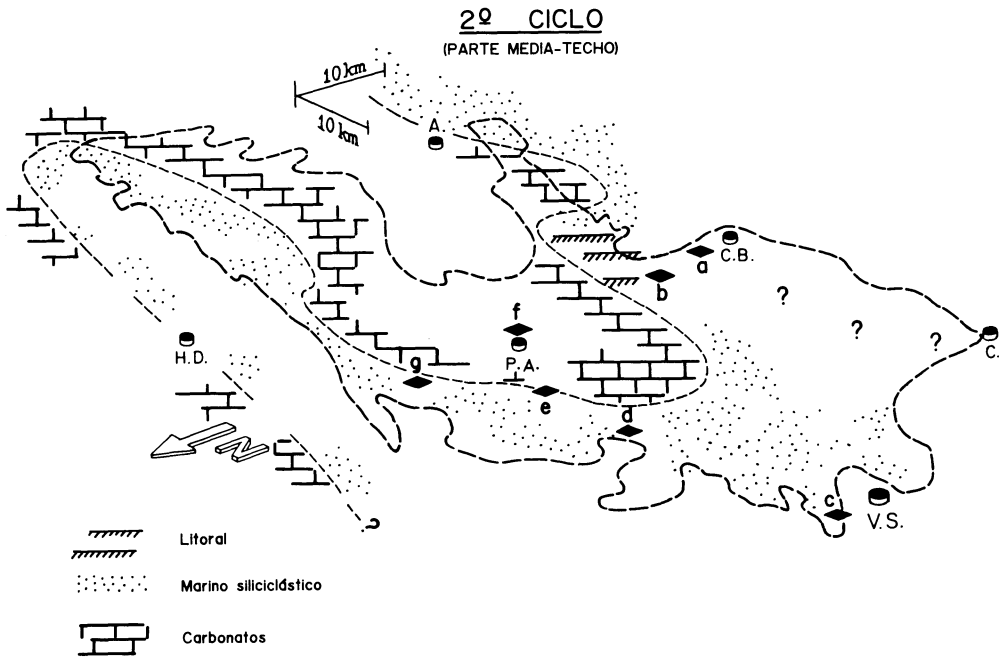 2º CICLO
(PARTE MEDIA-TECHO)
10 km
10 km
A.
C.B.
a
b
?
?
?
C.
f
P.A.
H.D.
g
e
d
c
V.S.
N
Litoral
Marino siliciclástico
Carbonatos